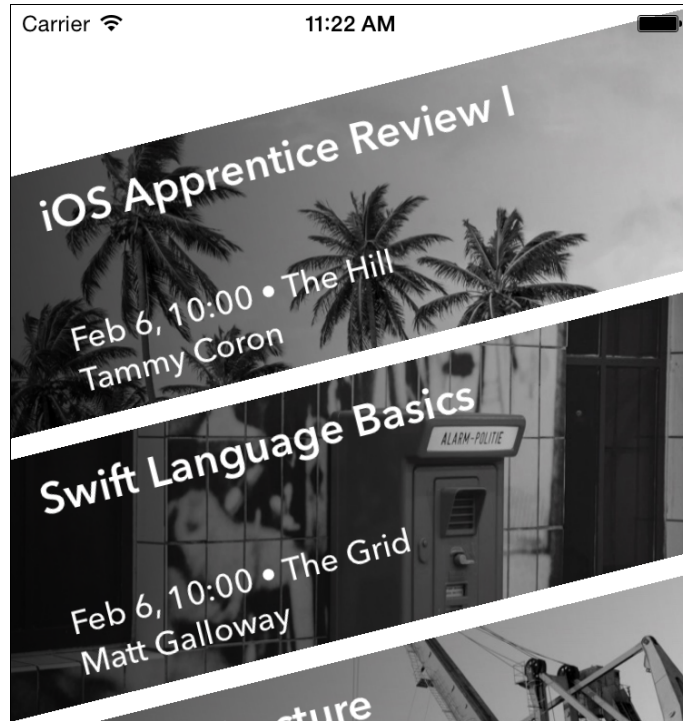 Carrier 11:22 AM
iOS Apprentice Review I
Feb 6, 10:00 • The Hill
Tammy Coron
Swift Language Basics
ALARM-POLITIE
Feb 6, 10:00 • The Grid
Matt Galloway